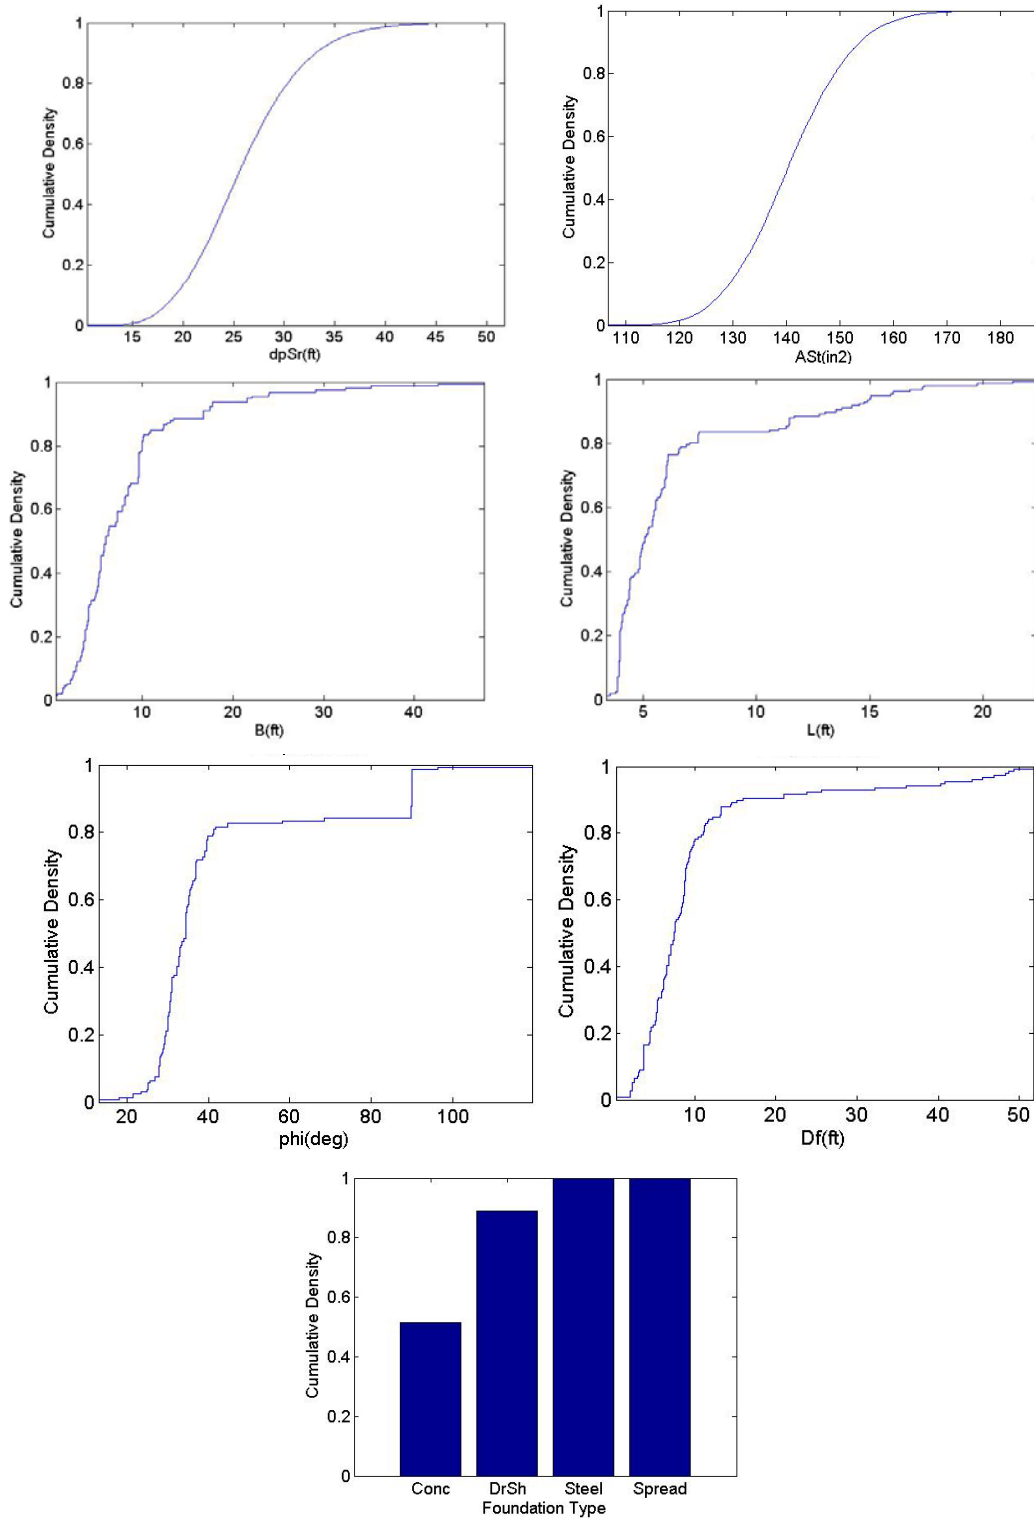 1
0.8
0.6
0.4
0.2
0
Cumulative Density
15 20 25 30 35 40 45 50
dpSr(ft)
1
0.8
0.6
0.4
0.2
0
Cumulative Density
110 120 130 140 150 160 170 180
ASt(in2)
1
0.8
0.6
0.4
0.2
0
Cumulative Density
10 20 30 40
B(ft)
1
0.8
0.6
0.4
0.2
0
Cumulative Density
5 10 15 20
L(ft)
1
0.8
0.6
0.4
0.2
0
Cumulative Density
20 40 60 80 100
phi(deg)
1
0.8
0.6
0.4
0.2
0
Cumulative Density
10 20 30 40 50
Df(ft)
1
0.8
0.6
0.4
0.2
0
Cumulative Density
Conc DrSh Steel Spread
Foundation Type